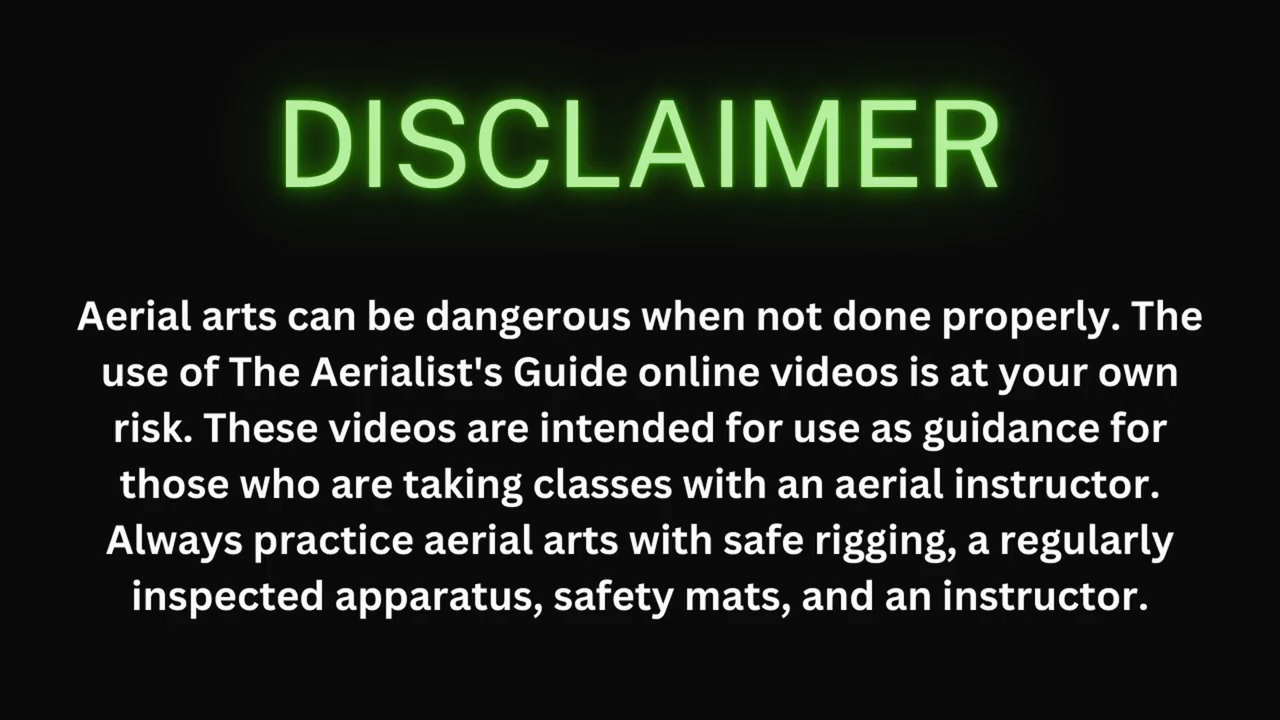 DISCLAIMER
Aerial arts can be dangerous when not done properly. The
use of The Aerialist's Guide online videos is at your own
risk. These videos are intended for use as guidance for
those who are taking classes with an aerial instructor.
Always practice aerial arts with safe rigging, a regularly
inspected apparatus, safety mats, and an instructor.